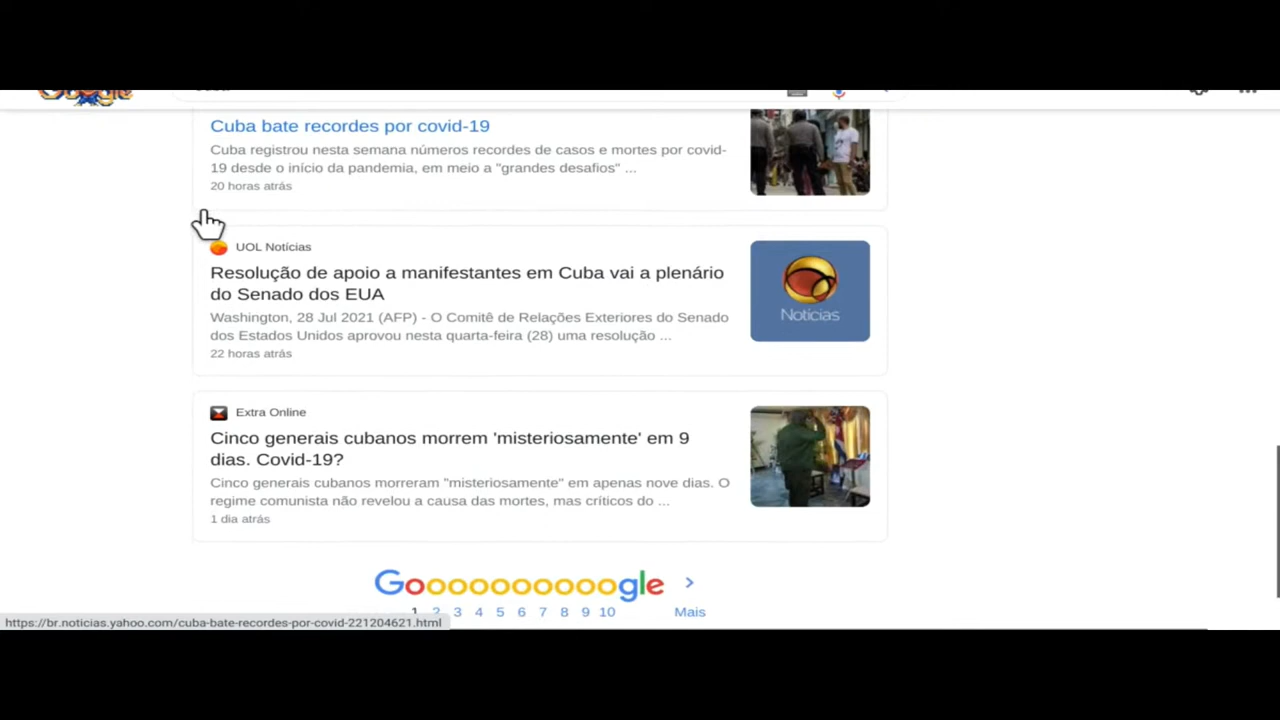 Cuba bate recordes por covid-19
Cuba registrou nesta semana números recordes de casos e mortes por covid-
19 desde o início da pandemia, em meio a "grandes desafios" ...
20 horas atrás
UOL Notícias
Resolução de apoio a manifestantes em Cuba vai a plenário
do Senado dos EUA
Washington, 28 Jul 2021 (AFP) - O Comitê de Relações Exteriores do Senado
dos Estados Unidos aprovou nesta quarta-feira (28) uma resolução ...
22 horas atrás
Notícias
Extra Online
Cinco generais cubanos morrem 'misteriosamente' em 9
dias. Covid-19?
Cinco generais cubanos morreram "misteriosamente" em apenas nove dias. O
regime comunista não revelou a causa das mortes, mas críticos do ...
1 dia atrás
Goooooooooogle >
1 2 3 4 5 6 7 8 9 10 Mais
https://br.noticias.yahoo.com/cuba-bate-recordes-por-covid-221204621.html